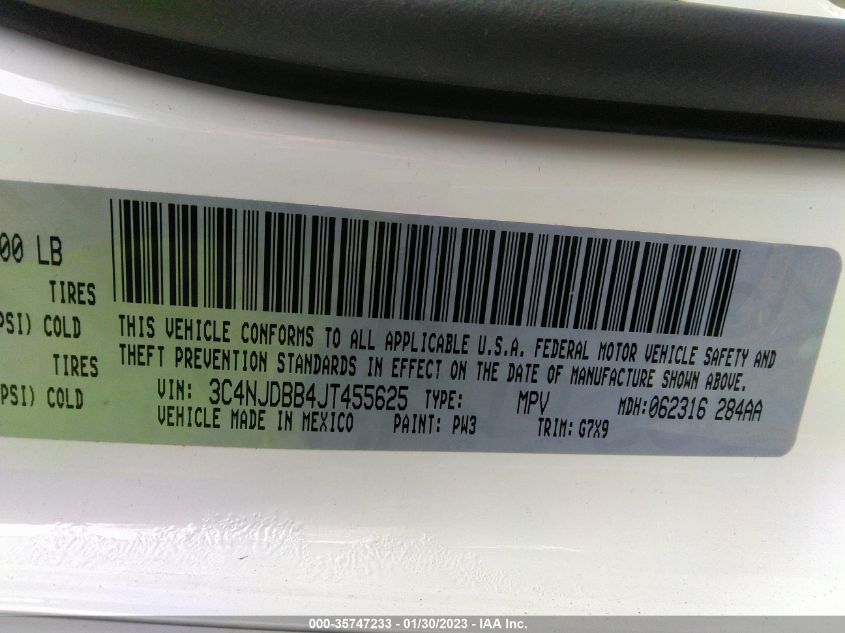 00 LB
TIRES
PSI) COLD
TIRES
PSI) COLD
THIS VEHICLE CONFORMS TO ALL APPLICABLE U.S.A. FEDERAL MOTOR VEHICLE SAFETY AND
THEFT PREVENTION STANDARDS IN EFFECT ON THE DATE OF MANUFACTURE SHOWN ABOVE.
VIN: 3C4NJDBB4JT455625 TYPE: MPV MDH:062316 284AA
VEHICLE MADE IN MEXICO PAINT: PW3 TRIM: G7X9
000-35747233 - 01/30/2023 - IAA Inc.